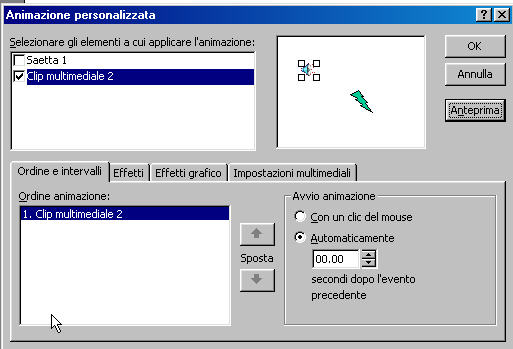 Animazione personalizzata
Selezionare gli elementi a cui applicare l'animazione:
Saetta 1
Clip multimediale 2
OK
Annulla
Anteprima
Ordine e intervalli
Effetti
Effetti grafico
Impostazioni multimediali
Ordine animazione:
1. Clip multimediale 2
Sposta
Avvio animazione
Con un clic del mouse
Automaticamente
00.00
secondi dopo l'evento
precedente